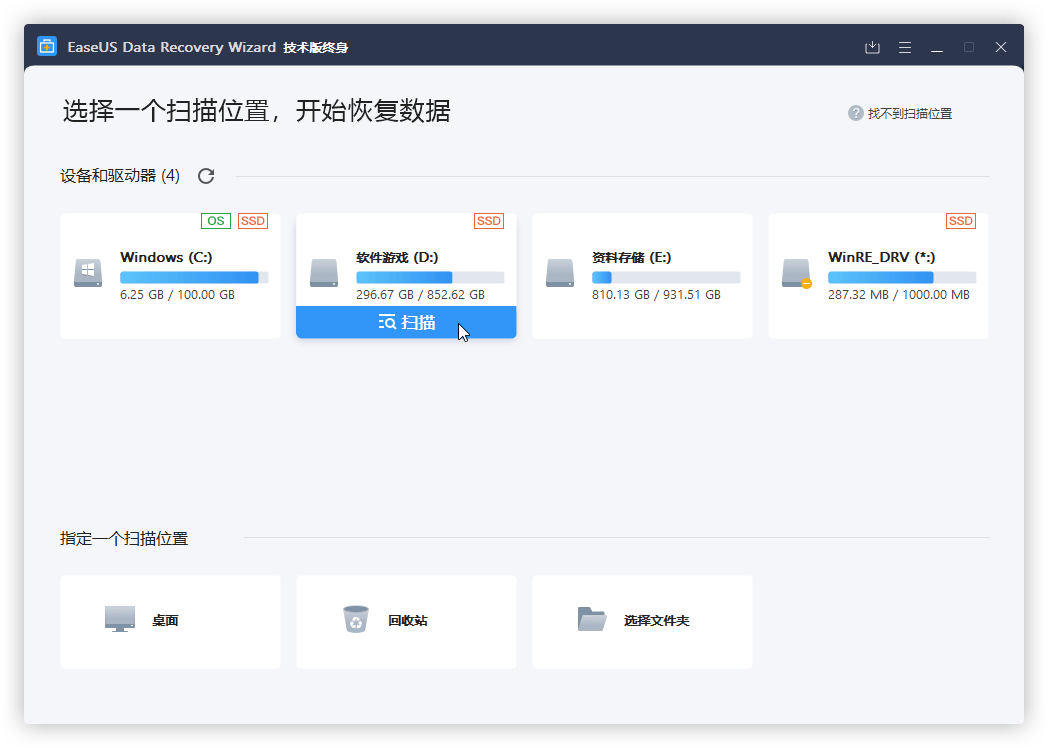 EaseUS Data Recovery Wizard 技术版终身
选择一个扫描位置，开始恢复数据
? 找不到扫描位置
设备和驱动器 (4)
OS SSD
Windows (C:)
6.25 GB / 100.00 GB
SSD
软件游戏 (D:)
296.67 GB / 852.62 GB
扫描
资料存储 (E:)
810.13 GB / 931.51 GB
SSD
WinRE_DRV (*:)
287.32 MB / 1000.00 MB
指定一个扫描位置
桌面
回收站
选择文件夹